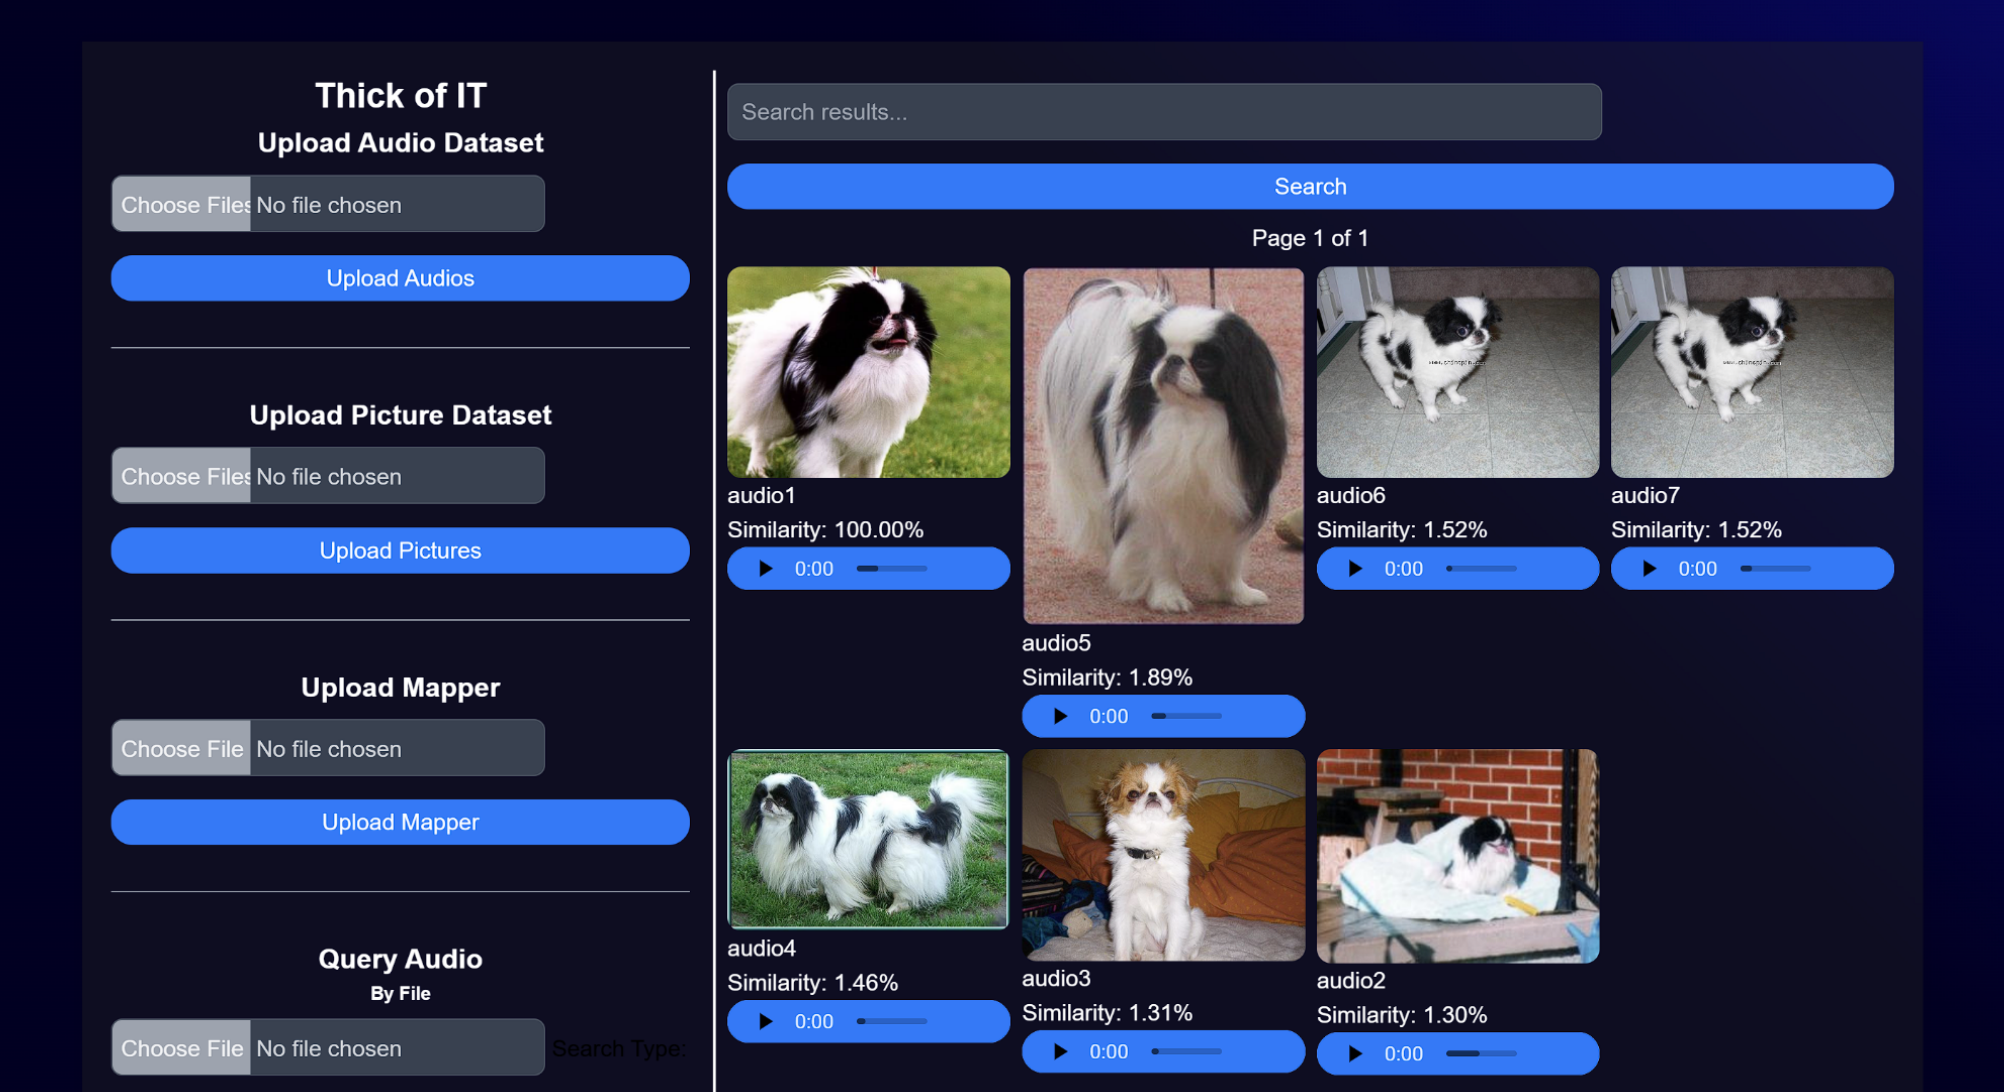 Thick of IT
Upload Audio Dataset
Choose Files No file chosen
Upload Audios
Upload Picture Dataset
Choose Files No file chosen
Upload Pictures
Upload Mapper
Choose File No file chosen
Upload Mapper
Query Audio
By File
Choose File No file chosen
Search Type:
Search results...
Search
Page 1 of 1
audio1
Similarity: 100.00%
0:00
audio5
Similarity: 1.89%
0:00
audio6
Similarity: 1.52%
0:00
audio7
Similarity: 1.52%
0:00
audio4
Similarity: 1.46%
0:00
audio3
Similarity: 1.31%
0:00
audio2
Similarity: 1.30%
0:00